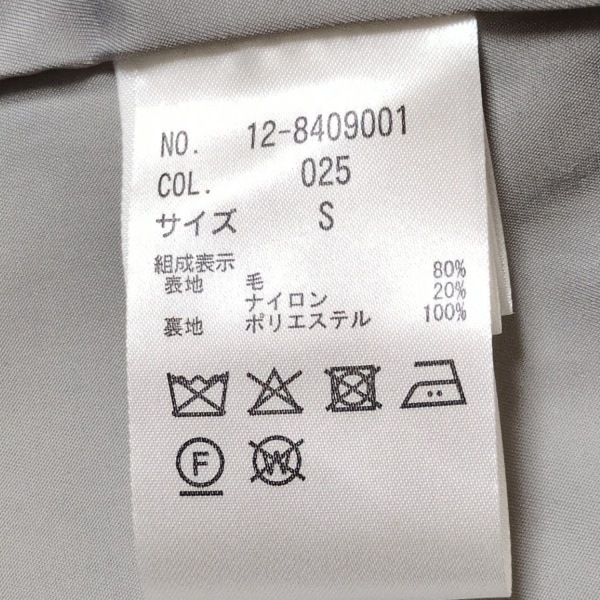 NO. 12-8409001
COL. 025
サイズ S
組成表示
表地 毛 80%
ナイロン 20%
裏地 ポリエステル 100%
F W